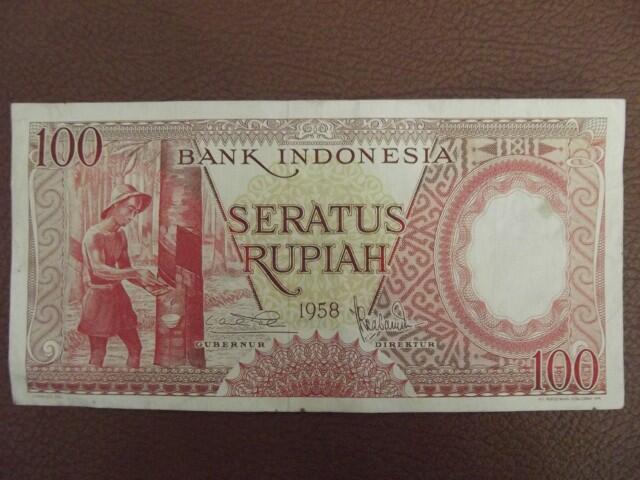 100
BANK INDONESIA
SERATUS
RUPIAH
1958
GUBERNUR
DIREKTUR
100